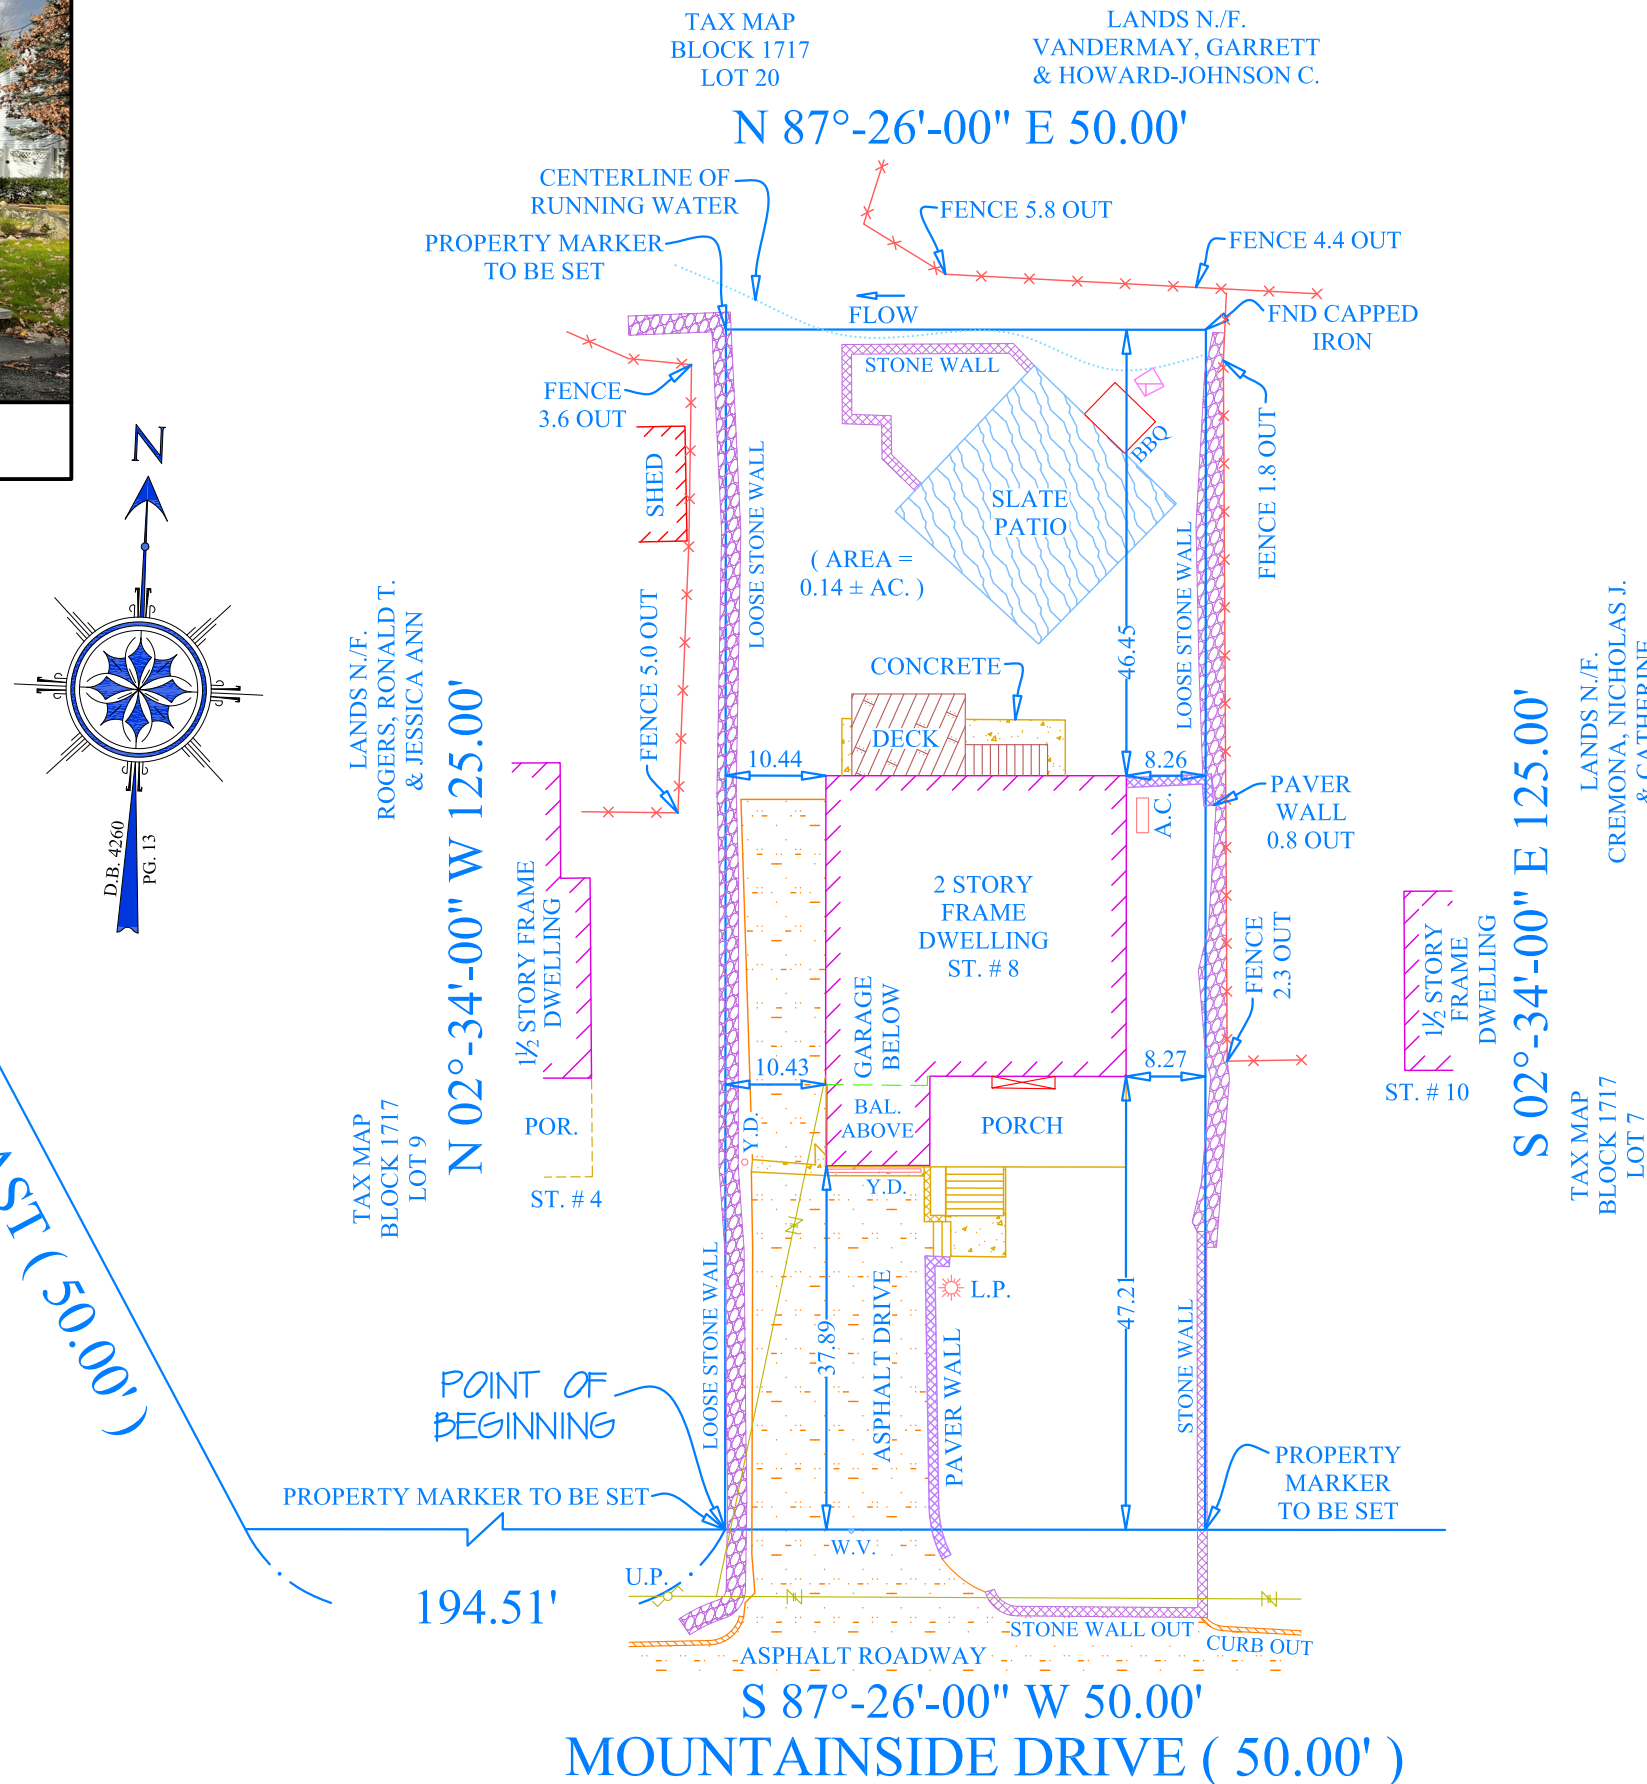 TAX MAP
BLOCK 1717
LOT 20
LANDS N./F.
VANDERMAY, GARRETT
& HOWARD-JOHNSON C.
N 87°-26'-00" E 50.00'
CENTERLINE OF
RUNNING WATER
PROPERTY MARKER
TO BE SET
FENCE 5.8 OUT
FENCE 4.4 OUT
FLOW
FND CAPPED
IRON
STONE WALL
FENCE
3.6 OUT
SHED
LOOSE STONE WALL
BBQ
SLATE
PATIO
FENCE 1.8 OUT
LOOSE STONE WALL
( AREA =
0.14 ± AC. )
46.45
N
D.B. 4260
PG. 13
LANDS N./F.
ROGERS, RONALD T.
& JESSICA ANN
N 02°-34'-00" W 125.00'
FENCE 5.0 OUT
CONCRETE
DECK
10.44
8.26
A.C.
PAVER
WALL
0.8 OUT
LANDS N./F.
CREMONA, NICHOLAS J.
& CATHERINE
S 02°-34'-00" E 125.00'
1½ STORY FRAME
DWELLING
2 STORY
FRAME
DWELLING
ST. # 8
GARAGE
BELOW
FENCE
2.3 OUT
1½ STORY
FRAME
DWELLING
ST. # 10
10.43
8.27
BAL.
ABOVE
PORCH
POR.
ST. # 4
TAX MAP
BLOCK 1717
LOT 9
TAX MAP
BLOCK 1717
LOT 7
Y.D.
Y.D.
AST ( 50.00' )
LOOSE STONE WALL
37.89
ASPHALT DRIVE
L.P.
PAVER WALL
47.21
STONE WALL
POINT OF
BEGINNING
PROPERTY MARKER TO BE SET
PROPERTY
MARKER
TO BE SET
W.V.
U.P.
194.51'
STONE WALL OUT
CURB OUT
ASPHALT ROADWAY
S 87°-26'-00" W 50.00'
MOUNTAINSIDE DRIVE ( 50.00' )